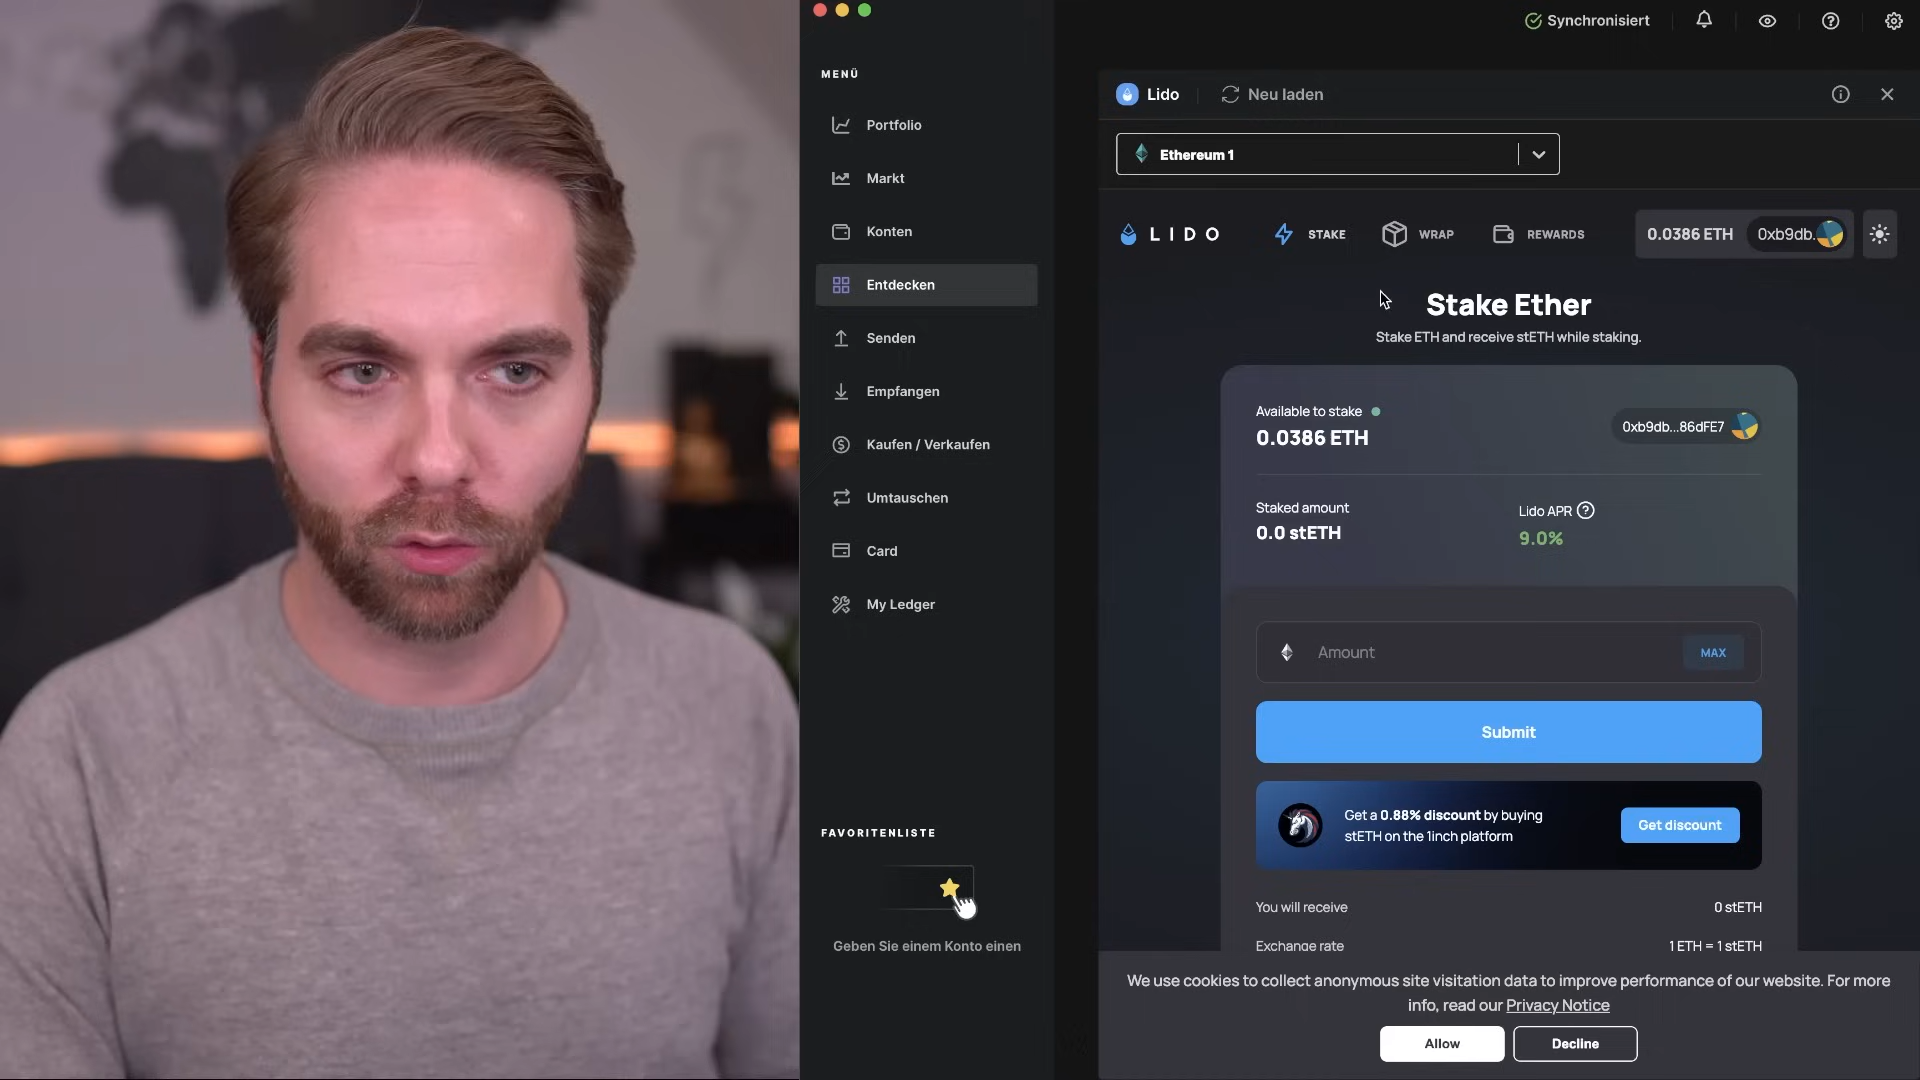 MENÜ
Portfolio
Markt
Konten
Entdecken
Senden
Empfangen
Kaufen / Verkaufen
Umtauschen
Card
My Ledger
FAVORITENLISTE
Geben Sie einem Konto einen
Synchronisiert
Lido
Neu laden
Ethereum 1
LIDO
STAKE
WRAP
REWARDS
0.0386 ETH
0xb9db.
Stake Ether
Stake ETH and receive stETH while staking.
Available to stake
0.0386 ETH
0xb9db...86dFE7
Staked amount
0.0 stETH
Lido APR
9.0%
Amount
MAX
Submit
Get a 0.88% discount by buying
stETH on the 1inch platform
Get discount
You will receive
0 stETH
Exchange rate
1 ETH = 1 stETH
We use cookies to collect anonymous site visitation data to improve performance of our website. For more
info, read our Privacy Notice
Allow
Decline